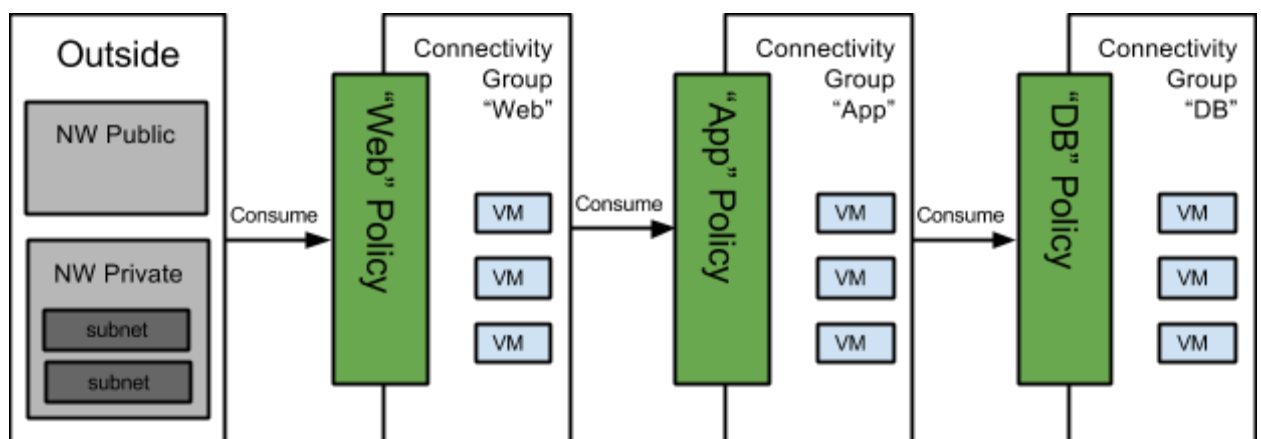 Outside
NW Public
NW Private
subnet
subnet
Consume
“Web” Policy
Connectivity
Group
“Web”
VM
VM
VM
Consume
“App” Policy
Connectivity
Group
“App”
VM
VM
VM
Consume
“DB” Policy
Connectivity
Group
“DB”
VM
VM
VM